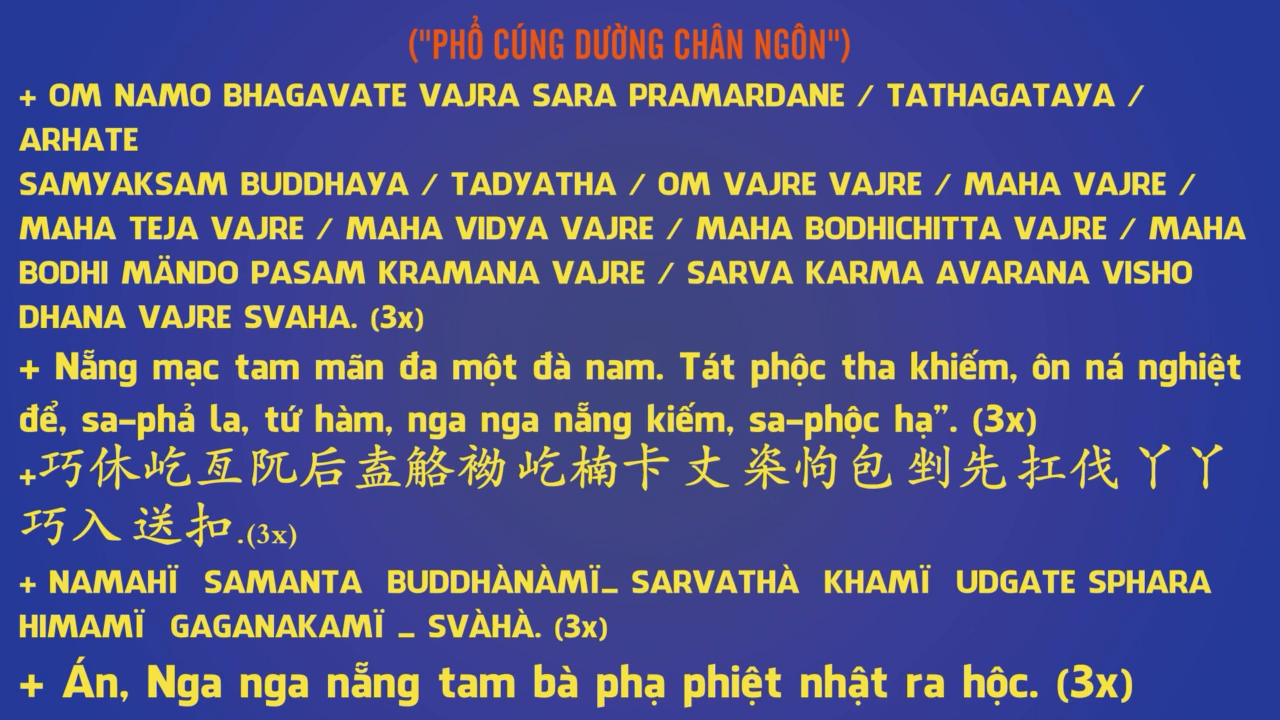 ("PHỔ CÚNG DƯỜNG CHÂN NGÔN")
+ OM NAMO BHAGAVATE VAJRA SARA PRAMARDANE / TATHAGATAYA /
ARHATE
SAMYAKSAM BUDDHAYA / TADYATHA / OM VAJRE VAJRE / MAHA VAJRE /
MAHA TEJA VAJRE / MAHA VIDYA VAJRE / MAHA BODHICHITTA VAJRE / MAHA
BODHI MÄNDO PASAM KRAMANA VAJRE / SARVA KARMA AVARANA VISHO
DHANA VAJRE SVAHA. (3x)
+ Nẵng mạc tam mãn đa một đà nam. Tát phộc tha khiếm, ôn ná nghiệt
để, sa-phả la, tứ hàm, nga nga nẵng kiếm, sa-phộc hạ". (3x)
+巧休屹亙阢后盍觡袎屹楠卡丈 粢怐包 剉先 扛伐 丫丫
巧入 送扣.(3x)
+ NAMAHÏ SAMANTA BUDDHÀNÀMÏ_ SARVATHÀ KHAMÏ UDGATE SPHARA
HIMAMÏ GAGANAKAMÏ _ SVÀHÀ. (3x)
+ Án, Nga nga nẵng tam bà phạ phiệt nhật ra hộc. (3x)